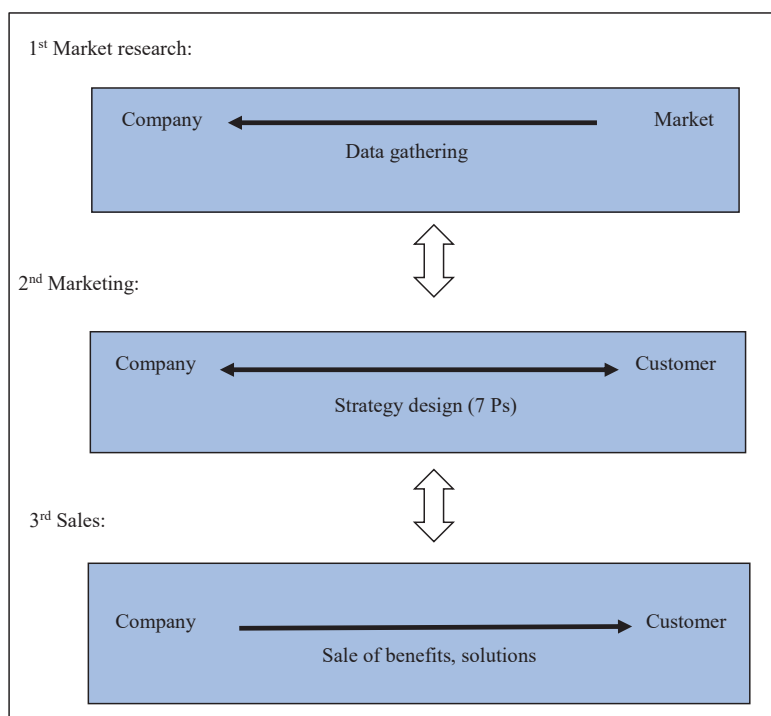 1st Market research:
Company Market
Data gathering
2nd Marketing:
Company Customer
Strategy design (7 Ps)
3rd Sales:
Company Customer
Sale of benefits, solutions